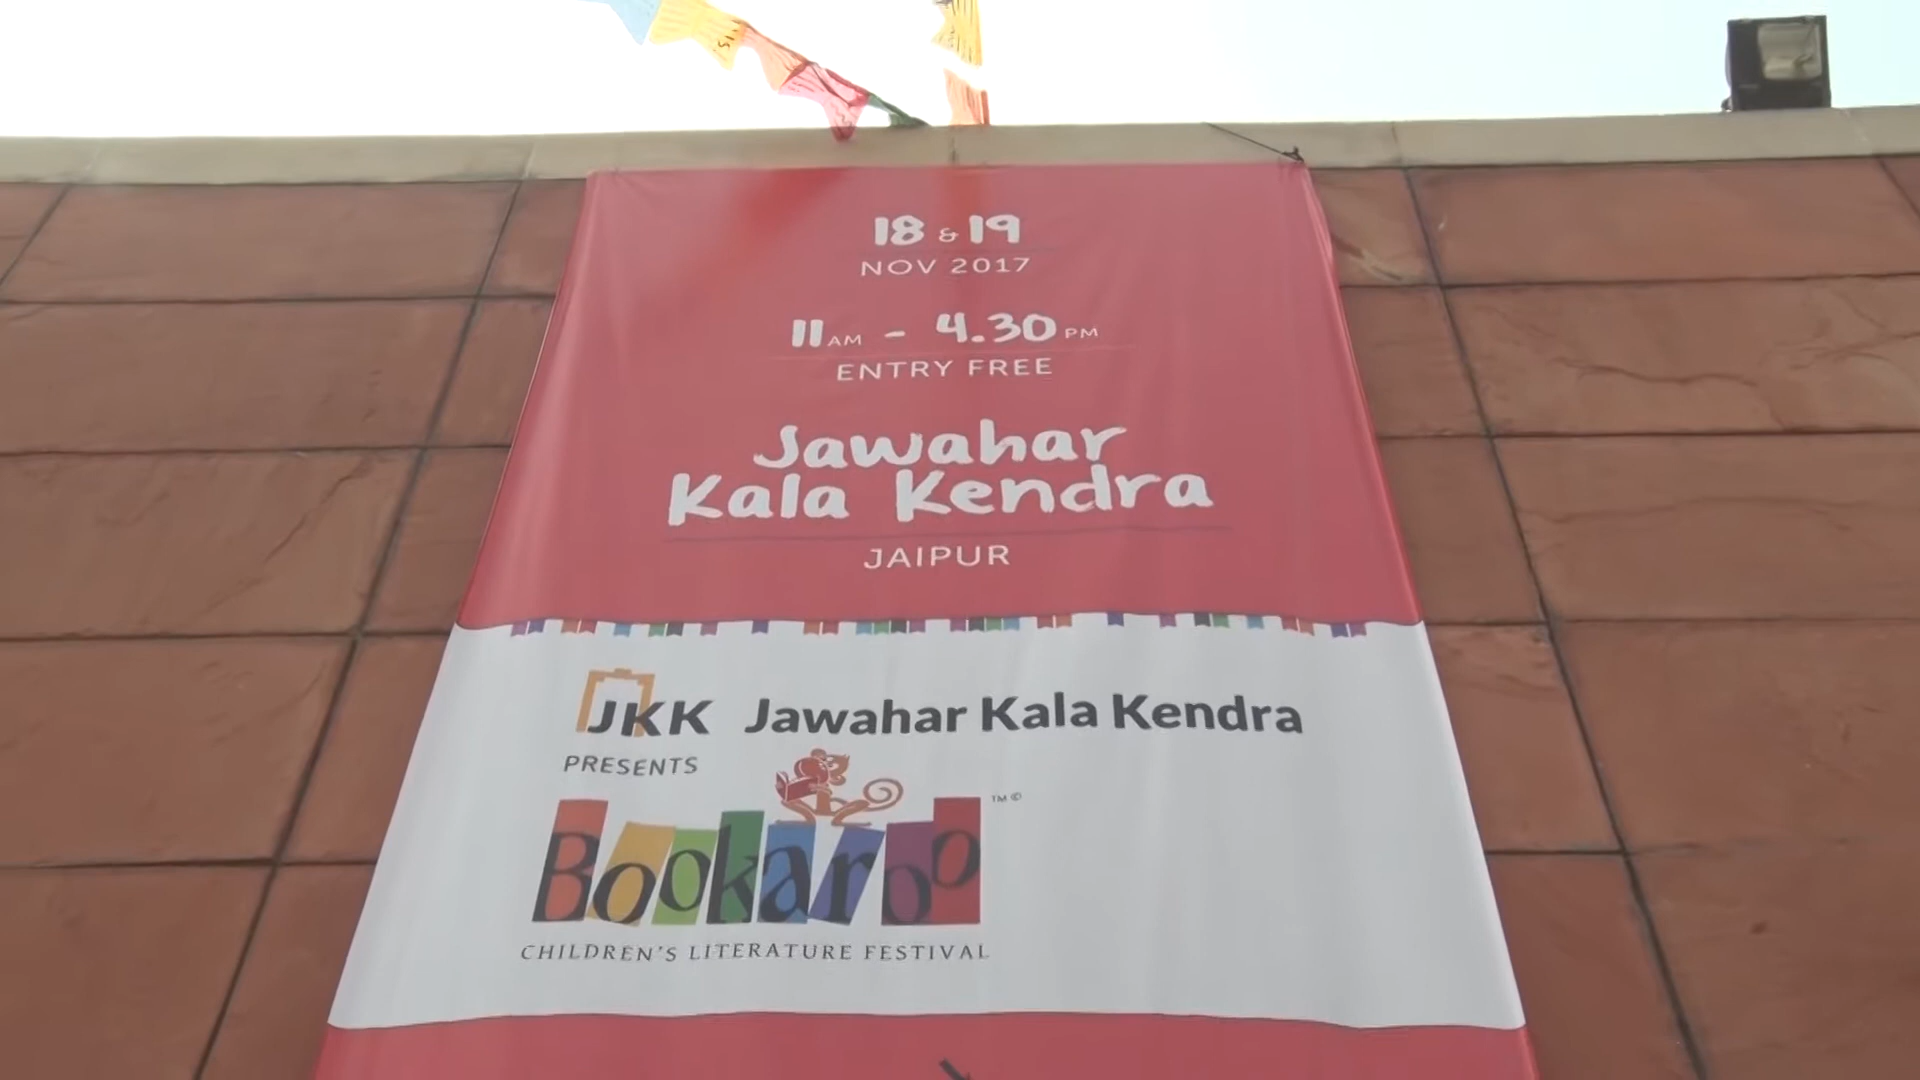 18 & 19
NOV 2017
11 AM - 4.30 PM
ENTRY FREE
Jawahar
Kala Kendra
JAIPUR
JKK Jawahar Kala Kendra
PRESENTS
Bookaroo ™ ©
CHILDREN'S LITERATURE FESTIVAL